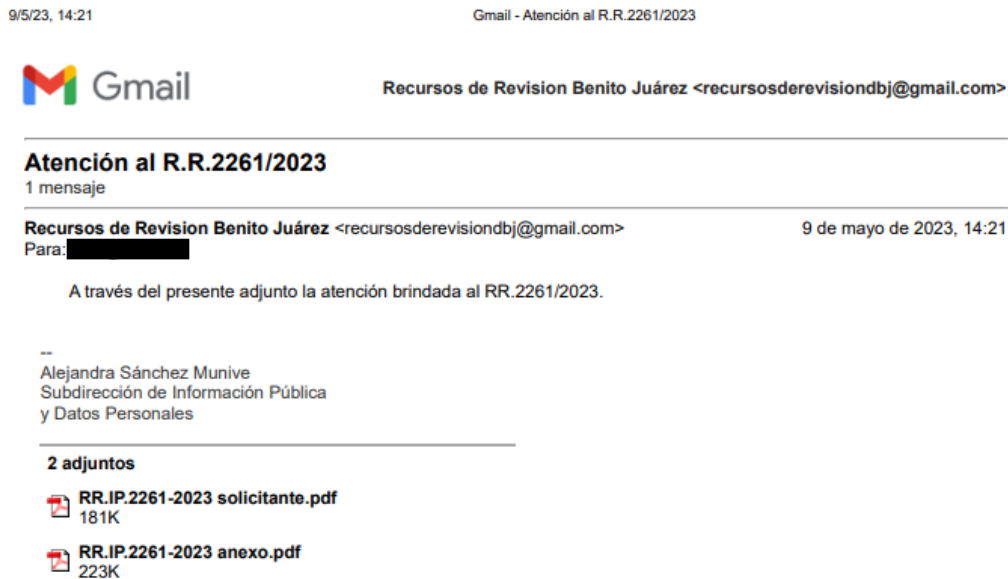 9/5/23, 14:21 Gmail - Atención al R.R.2261/2023
Gmail Recursos de Revision Benito Juárez <recursosderevisiondbj@gmail.com>
Atención al R.R.2261/2023
1 mensaje
Recursos de Revision Benito Juárez <recursosderevisiondbj@gmail.com> 9 de mayo de 2023, 14:21
Para:
A través del presente adjunto la atención brindada al RR.2261/2023.
--
Alejandra Sánchez Munive
Subdirección de Información Pública
y Datos Personales
2 adjuntos
RR.IP.2261-2023 solicitante.pdf
181K
RR.IP.2261-2023 anexo.pdf
223K